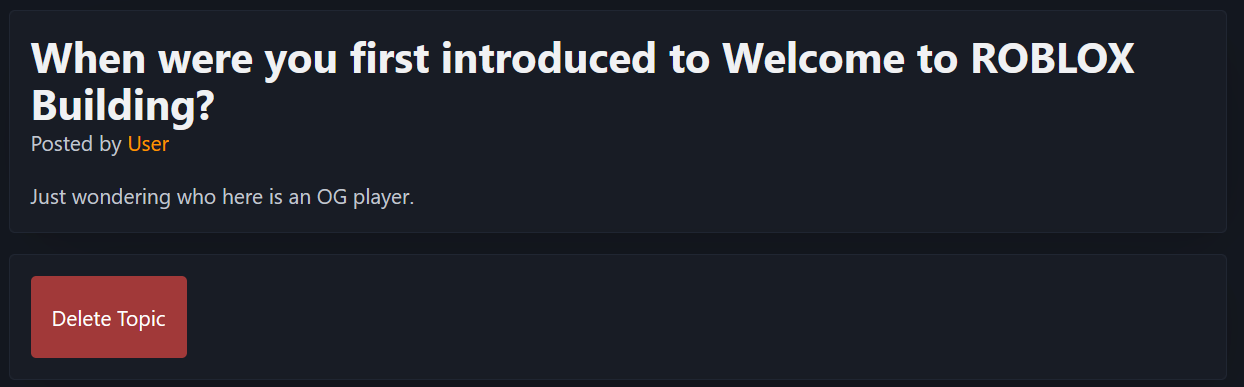 When were you first introduced to Welcome to ROBLOX
Building?
Posted by User
Just wondering who here is an OG player.
Delete Topic